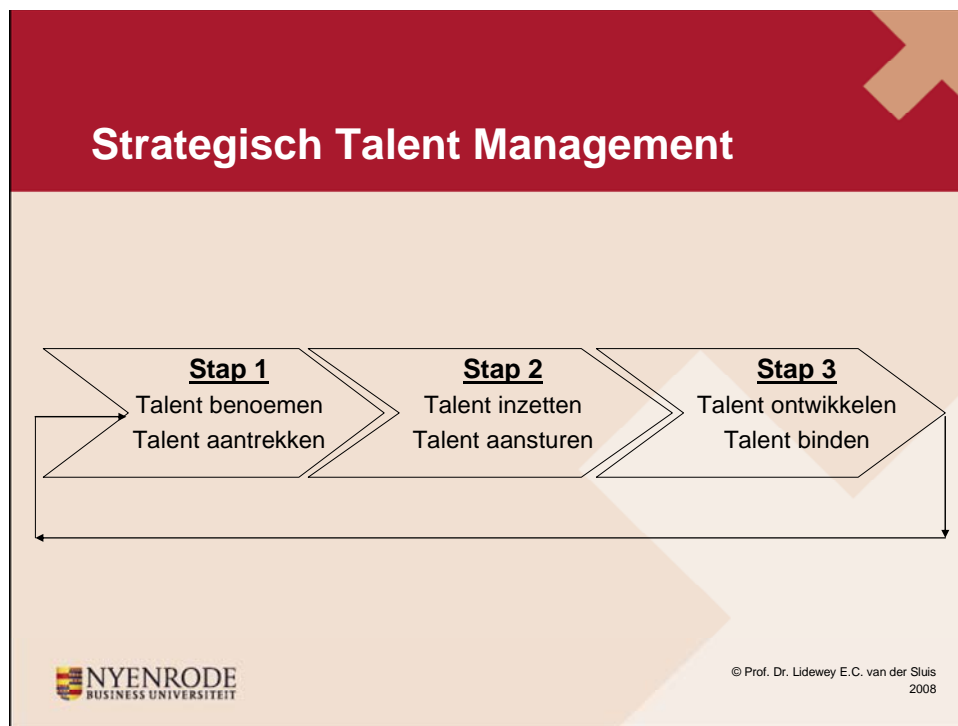 Strategisch Talent Management
Stap 1
Talent benoemen
Talent aantrekken
Stap 2
Talent inzetten
Talent aansturen
Stap 3
Talent ontwikkelen
Talent binden
NYENRODE
BUSINESS UNIVERSITEIT
© Prof. Dr. Lidewey E.C. van der Sluis
2008